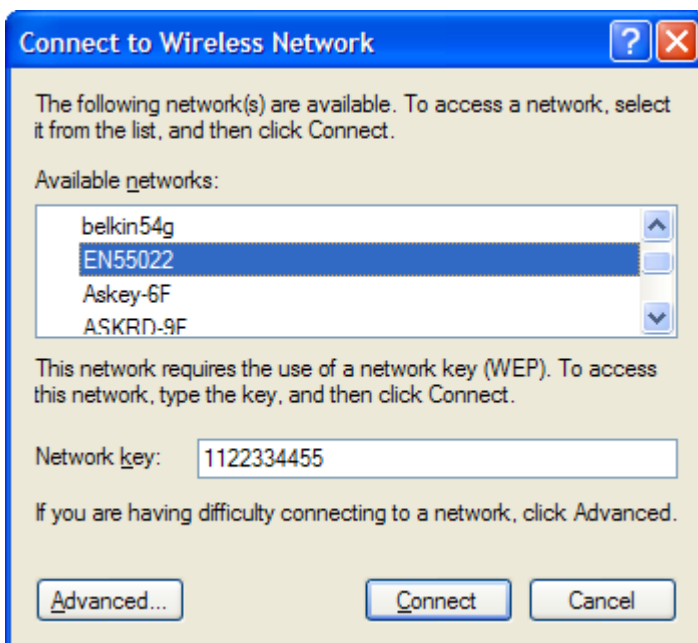 Connect to Wireless Network
The following network(s) are available. To access a network, select
it from the list, and then click Connect.
Available networks:
belkin54g
EN55022
Askey-6F
ASKRD-9F
This network requires the use of a network key (WEP). To access
this network, type the key, and then click Connect.
Network key: 1122334455
If you are having difficulty connecting to a network, click Advanced.
Advanced... Connect Cancel